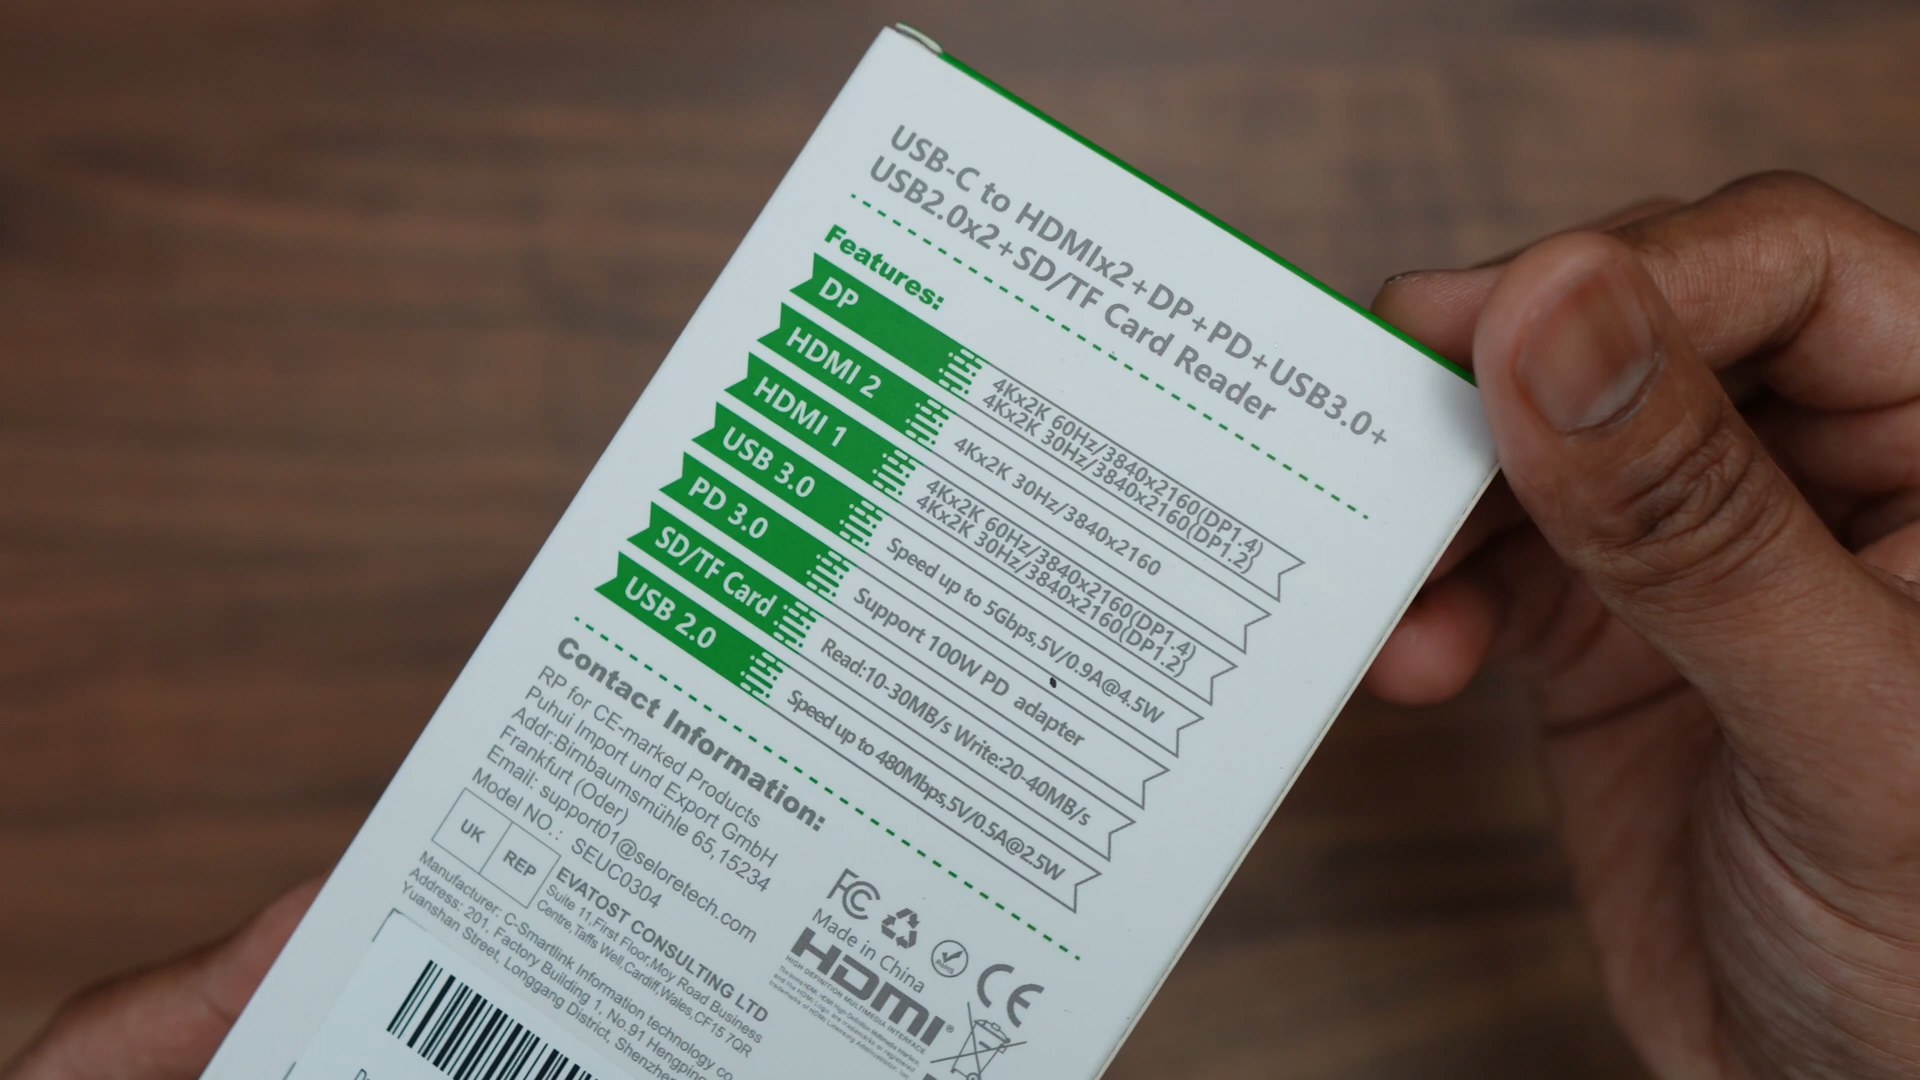 USB-C to HDMIx2+DP+PD+USB3.0+
USB2.0x2+SD/TF Card Reader
Features:
DP
4Kx2K 60Hz/3840x2160(DP1.4)
4Kx2K 30Hz/3840x2160(DP1.2)
HDMI 2
4Kx2K 30Hz/3840x2160
HDMI 1
4Kx2K 60Hz/3840x2160(DP1.4)
4Kx2K 30Hz/3840x2160(DP1.2)
USB 3.0
Speed up to 5Gbps,5V/0.9A@4.5W
PD 3.0
Support 100W PD adapter
SD/TF Card
Read:10-30MB/s Write:20-40MB/s
USB 2.0
Speed up to 480Mbps,5V/0.5A@2.5W
Contact Information:
RP for CE-marked Products
Puhui Import und Export GmbH
Addr:Birnbaumsmühle 65,15234
Frankfurt (Oder)
Email: support01@seloretech.com
Model NO.: SEUC0304
UK REP
EVATOST CONSULTING LTD
Suite 11,First Floor,Moy Road Business
Centre,Taffs Well,Cardiff,Wales,CF15 7QR
Manufacturer: C-Smartlink Information technology co
Address: 201, Factory Building 1, No.91 Hengping
Yuanshan Street, Longgang District, Shenzhen
FC
RoHS
CE
Made in China
HDMI®
HIGH DEFINITION MULTIMEDIA INTERFACE